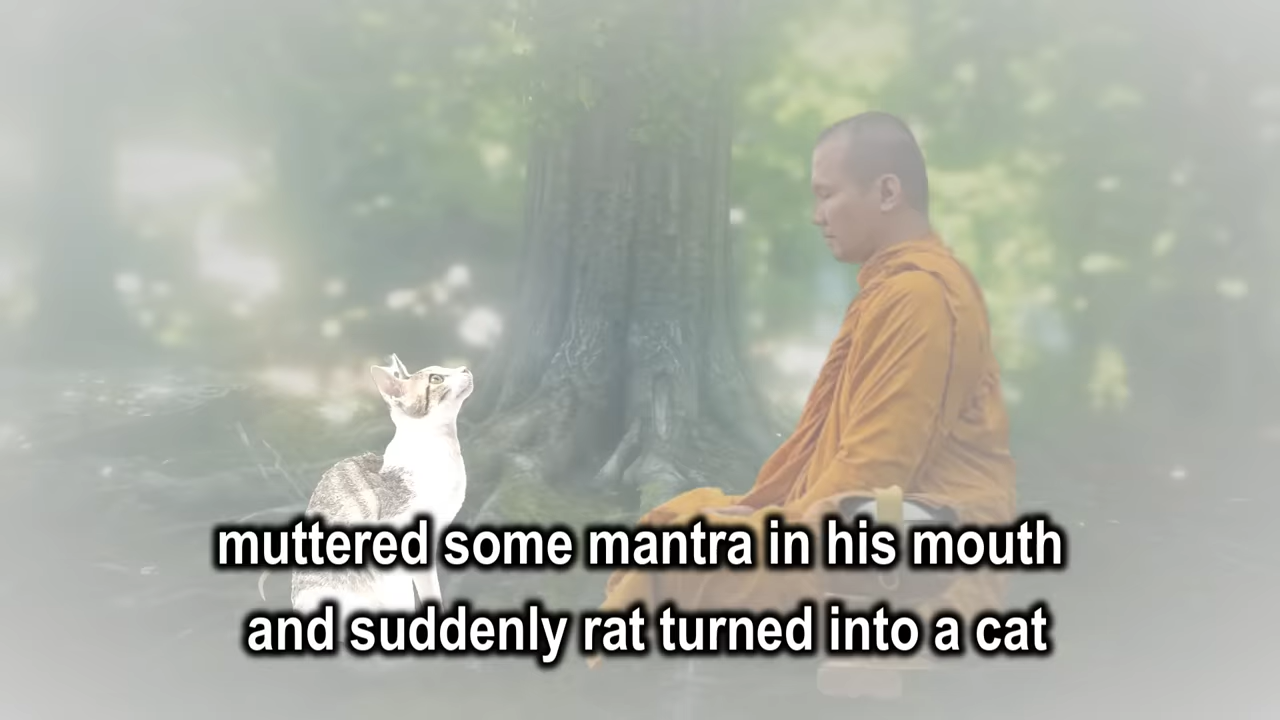 muttered some mantra in his mouth
and suddenly rat turned into a cat